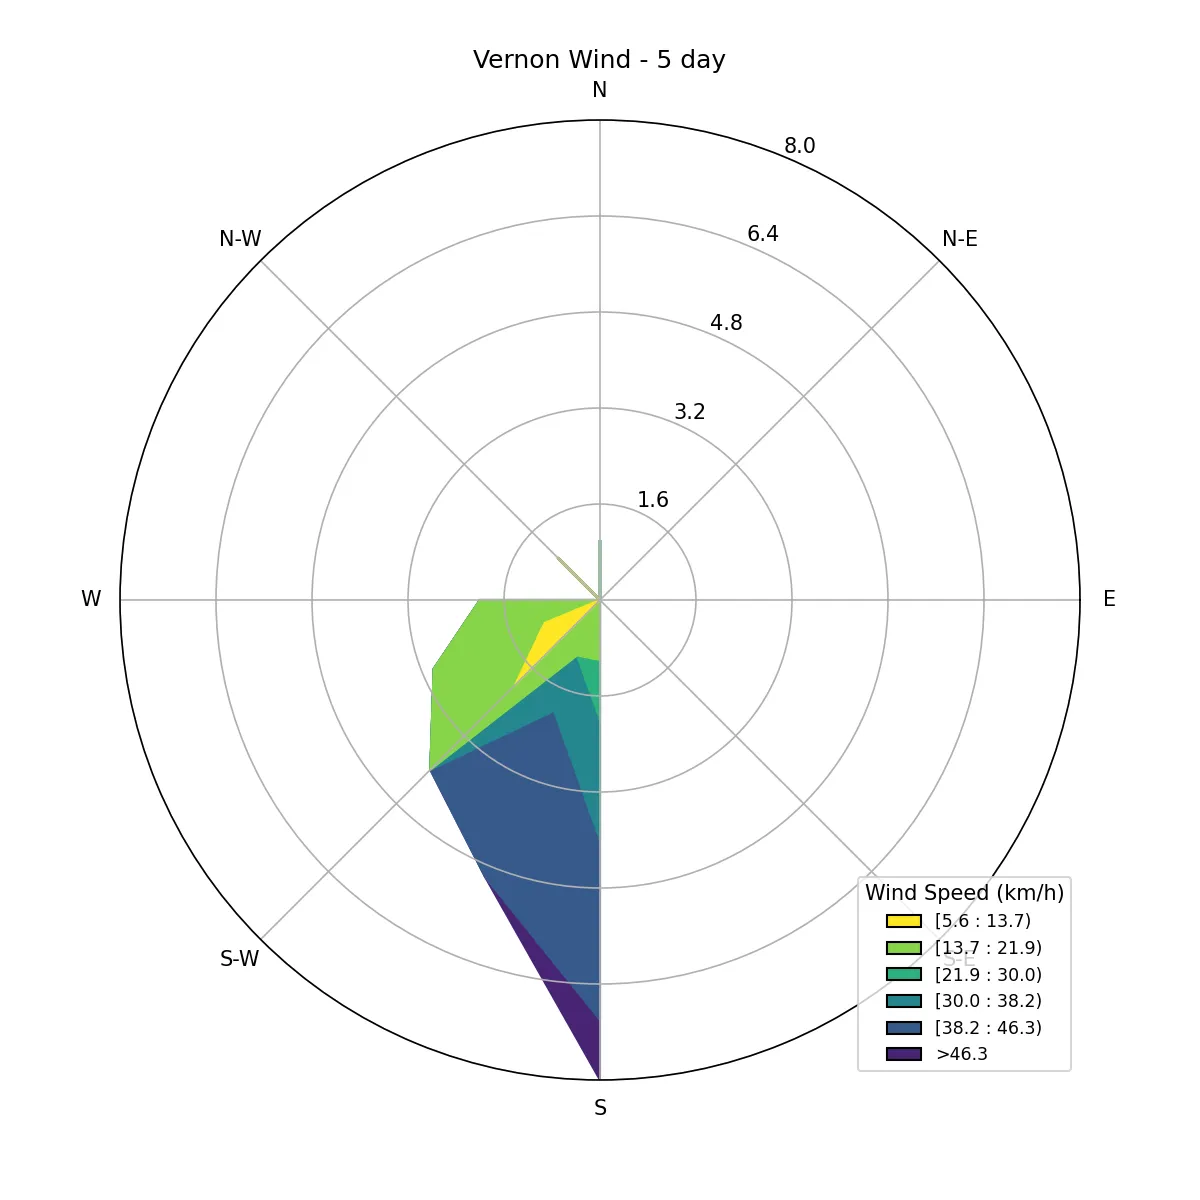 Vernon Wind - 5 day
N
8.0
N-W
6.4
N-E
4.8
3.2
1.6
W
E
Wind Speed (km/h)
[5.6 : 13.7)
[13.7 : 21.9)
S-W
S-E
[21.9 : 30.0)
[30.0 : 38.2)
[38.2 : 46.3)
>46.3
S